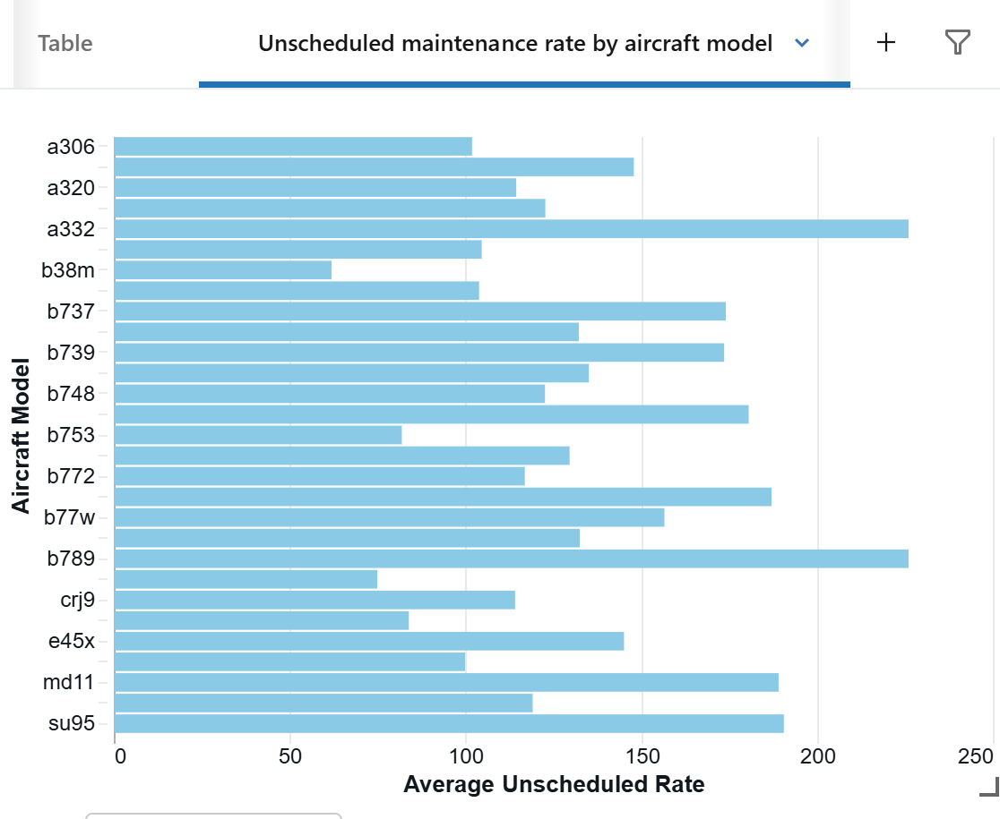 Table
Unscheduled maintenance rate by aircraft model
+
a306
a320
a332
b38m
b737
b739
b748
b753
b772
b77w
b789
crj9
e45x
md11
su95
Aircraft Model
0 50 100 150 200 250
Average Unscheduled Rate